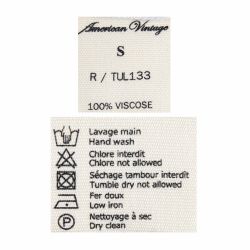 American Vintage
S
R / TUL133
100% VISCOSE
Lavage main
Hand wash
Chlore interdit
Chlore not allowed
Séchage tambour interdit
Tumble dry not allowed
Fer doux
Low iron
P
Nettoyage à sec
Dry clean